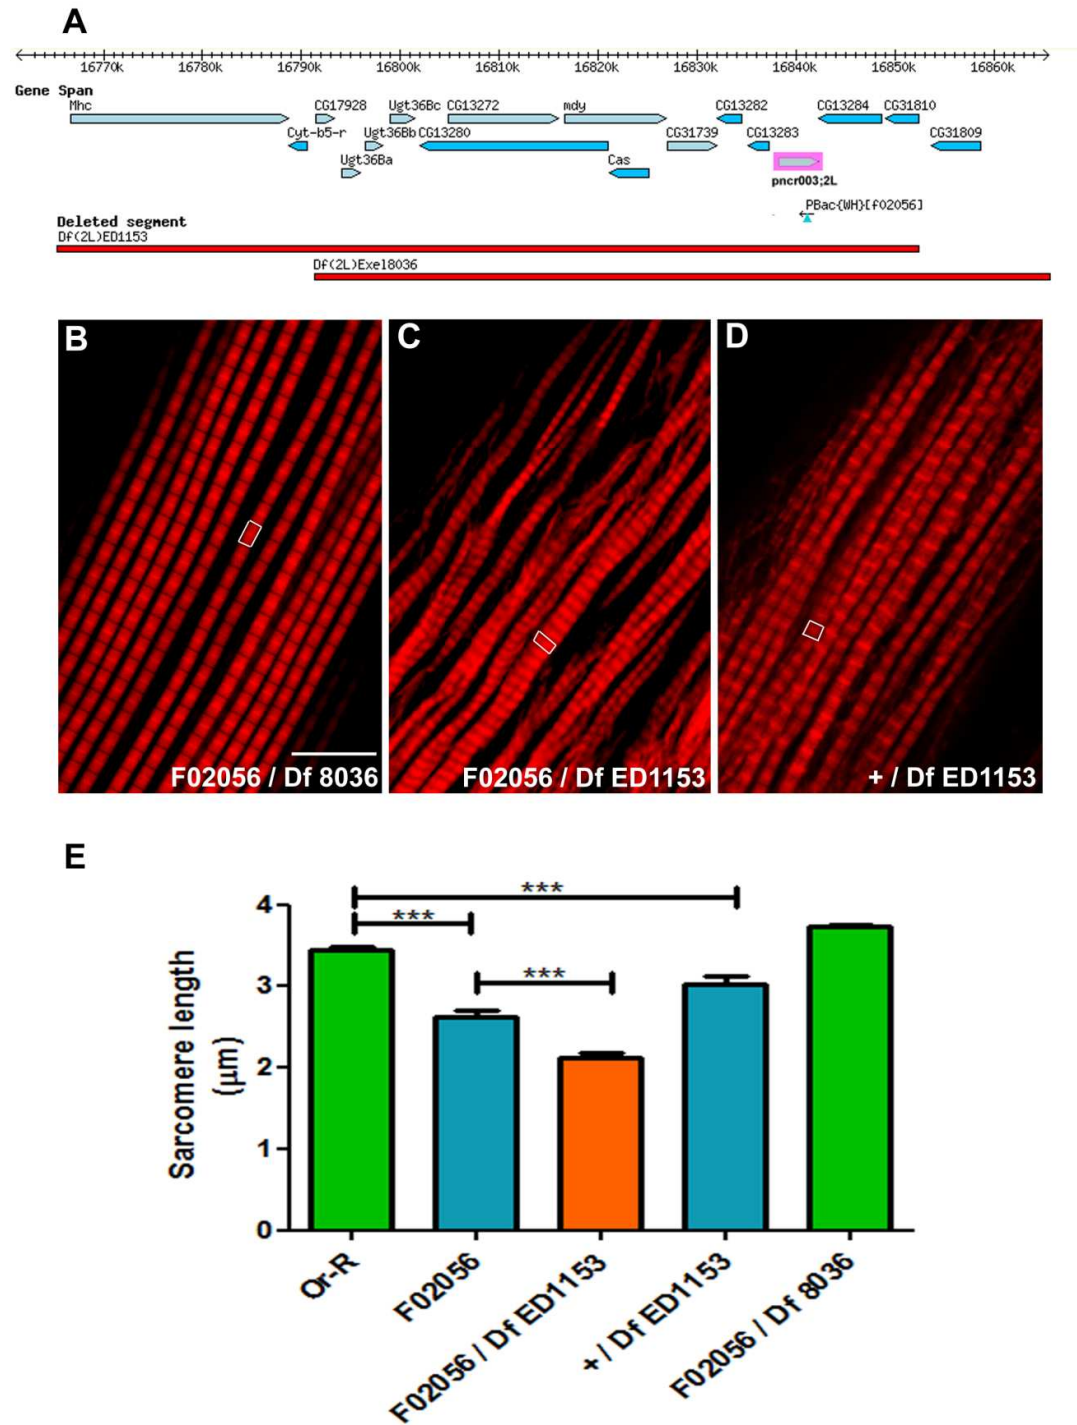 A
16770k 16780k 16790k 16800k 16810k 16820k 16830k 16840k 16850k 16860k
Gene Span
Mhc CG17928 Ugt36Bc CG13272 mdy CG13282 CG13284 CG31810
Cyt-b5-r Ugt36Bb CG13280 CG31739 CG13283 CG31809
Ugt36Ba Cas
pncr003;2L
PBac{WH}[f02056]
Deleted segment
Df(2L)ED1153
Df(2L)Exel8036
B C D
F02056 / Df 8036 F02056 / Df ED1153 + / Df ED1153
E
***
***
***
Sarcomere length
(μm)
4
3
2
1
0
Or-R
F02056
F02056 / Df ED1153
+ / Df ED1153
F02056 / Df 8036